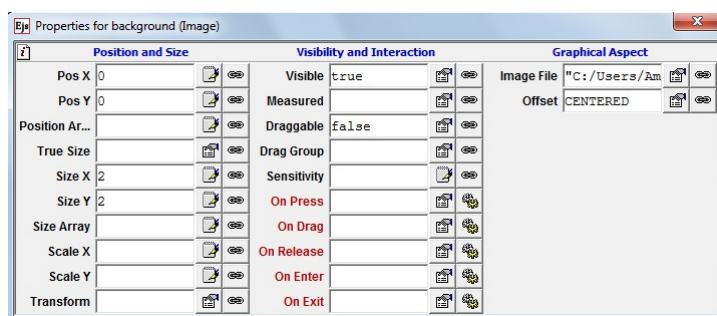 Ejs Properties for background (Image)
i Position and Size Visibility and Interaction Graphical Aspect
Pos X 0 Visible true Image File "C:/Users/Am
Pos Y 0 Measured Offset CENTERED
Position Ar... Draggable false
True Size Drag Group
Size X 2 Sensitivity
Size Y 2 On Press
Size Array On Drag
Scale X On Release
Scale Y On Enter
Transform On Exit